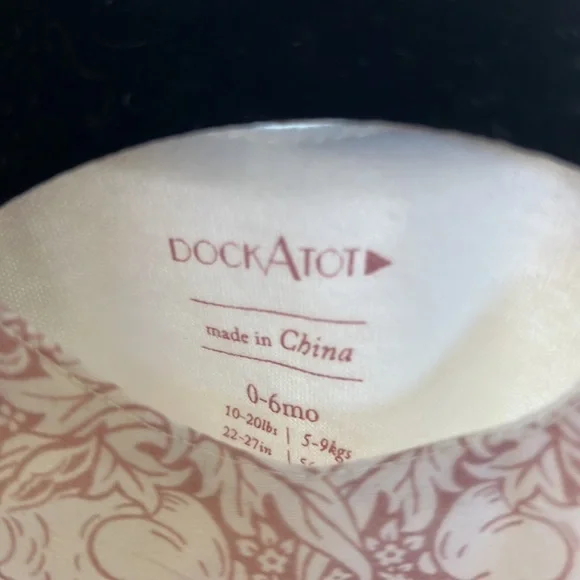 DOCKATOT
made in China
0-6mo
10-20lbs | 5-9kgs
22-27in |